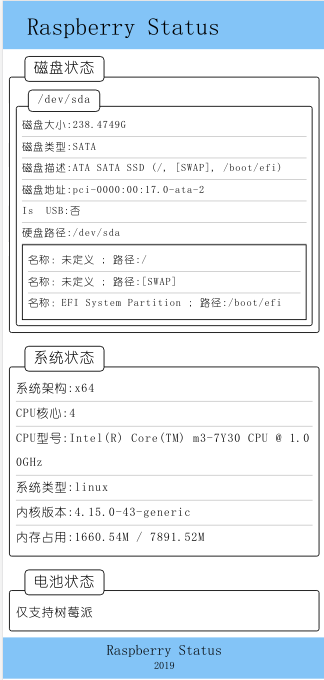 Raspberry Status
磁盘状态
/dev/sda
磁盘大小:238.4749G
磁盘类型:SATA
磁盘描述:ATA SATA SSD (/, [SWAP], /boot/efi)
磁盘地址:pci-0000:00:17.0-ata-2
Is USB:否
硬盘路径:/dev/sda
名称: 未定义 ; 路径:/
名称: 未定义 ; 路径:[SWAP]
名称: EFI System Partition ; 路径:/boot/efi
系统状态
系统架构:x64
CPU核心:4
CPU型号:Intel(R) Core(TM) m3-7Y30 CPU @ 1.0
0GHz
系统类型:linux
内核版本:4.15.0-43-generic
内存占用:1660.54M / 7891.52M
电池状态
仅支持树莓派
Raspberry Status
2019